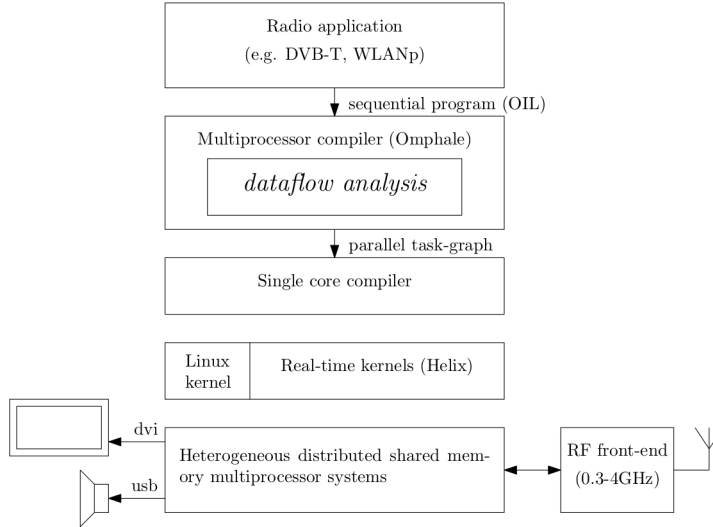 Radio application
(e.g. DVB-T, WLANp)
sequential program (OIL)
Multiprocessor compiler (Omphale)
dataflow analysis
parallel task-graph
Single core compiler
Linux
kernel
Real-time kernels (Helix)
dvi
usb
Heterogeneous distributed shared mem-
ory multiprocessor systems
RF front-end
(0.3-4GHz)